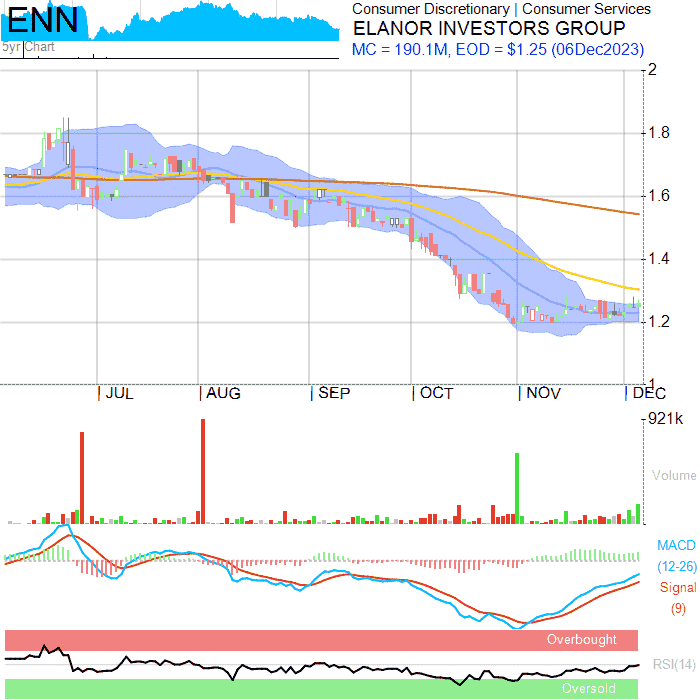 ENN
5yr Chart
Consumer Discretionary | Consumer Services
ELANOR INVESTORS GROUP
MC = 190.1M, EOD = $1.25 (06Dec2023)
2
1.8
1.6
1.4
1.2
1
| JUL
| AUG
| SEP
| OCT
| NOV
| DEC
921k
Volume
MACD
(12-26)
Signal
(9)
Overbought
RSI(14)
Oversold